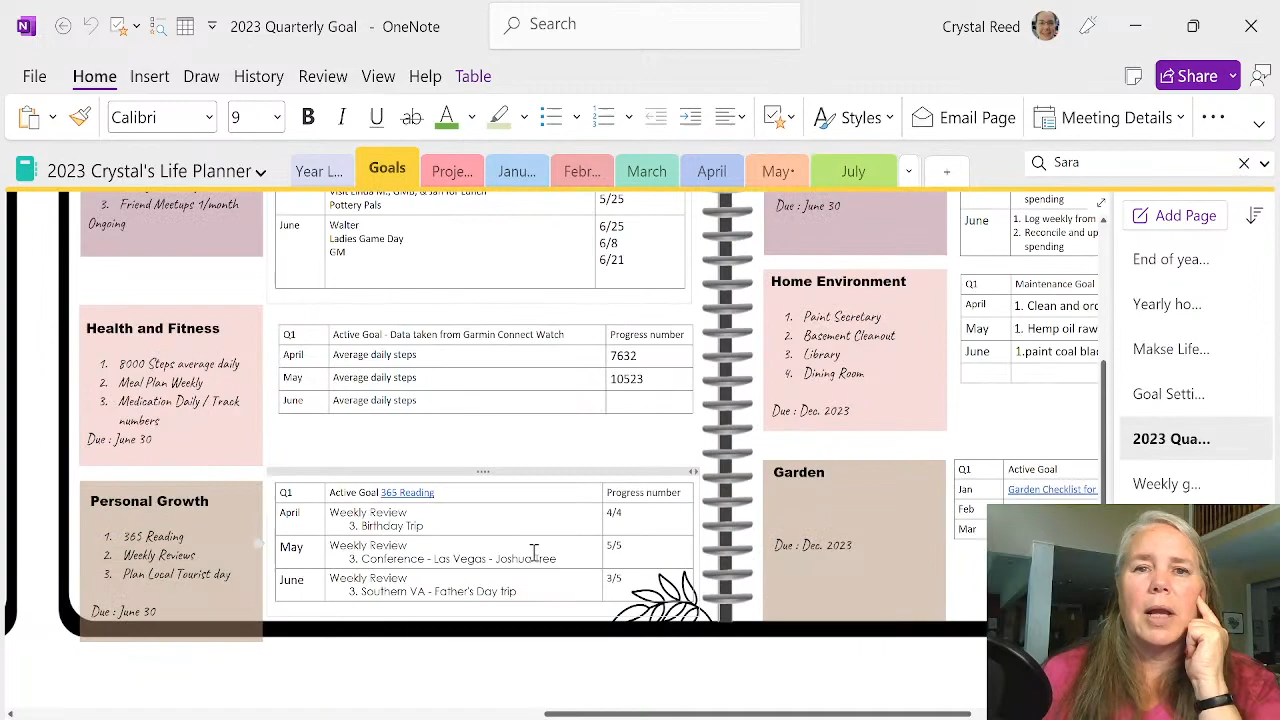 2023 Quarterly Goal - OneNote
Search
Crystal Reed
File Home Insert Draw History Review View Help Table
Share
Calibri 9 B I U ab A Styles Email Page Meeting Details
2023 Crystal's Life Planner
Year L... Goals Proje... Janu... Febr... March April May• July +
Sara
Add Page
End of yea...
Yearly ho...
Makse Life...
Goal Setti...
2023 Qua...
Weekly g...
3. Friend Meetups 1/month
Ongoing
Visit Linda M., GMB, & Jan for Lunch
Pottery Pals 5/25
June Walter 6/25
Ladies Game Day 6/8
GM 6/21
Health and Fitness
1. 8000 Steps average daily
2. Meal Plan Weekly
3. Medication Daily / Track
numbers
Due : June 30
Q1 Active Goal - Data taken from Garmin Connect Watch Progress number
April Average daily steps 7632
May Average daily steps 10523
June Average daily steps
Personal Growth
1. 365 Reading
2. Weekly Reviews
3. Plan Local Tourist day
Due : June 30
Q1 Active Goal 365 Reading Progress number
April Weekly Review 4/4
3. Birthday Trip
May Weekly Review 5/5
3. Conference - Las Vegas - Joshua Tree
June Weekly Review 3/5
3. Southern VA - Father's Day trip
Due : June 30
spending
June 1. Log weekly from
2. Reconcile and up
spending
Home Environment
1. Paint Secretary
2. Basement Cleanout
3. Library
4. Dining Room
Due : Dec. 2023
Q1 Maintenance Goal
April 1. Clean and orc
May 1. Hemp oil raw
June 1.paint coal bla
Garden
Due : Dec. 2023
Q1 Active Goal
Jan Garden Checklist for
Feb
Mar